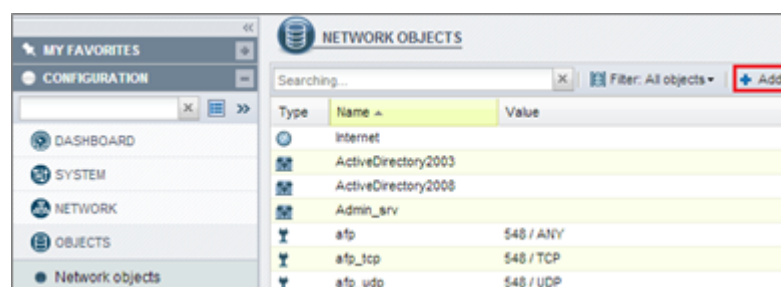 «
MY FAVORITES
CONFIGURATION
»
DASHBOARD
SYSTEM
NETWORK
OBJECTS
Network objects
NETWORK OBJECTS
Searching... Filter: All objects Add
Type Name Value
Internet
ActiveDirectory2003
ActiveDirectory2008
Admin_srv
afp 548 / ANY
afp_tcp 548 / TCP
afp_udp 548 / UDP